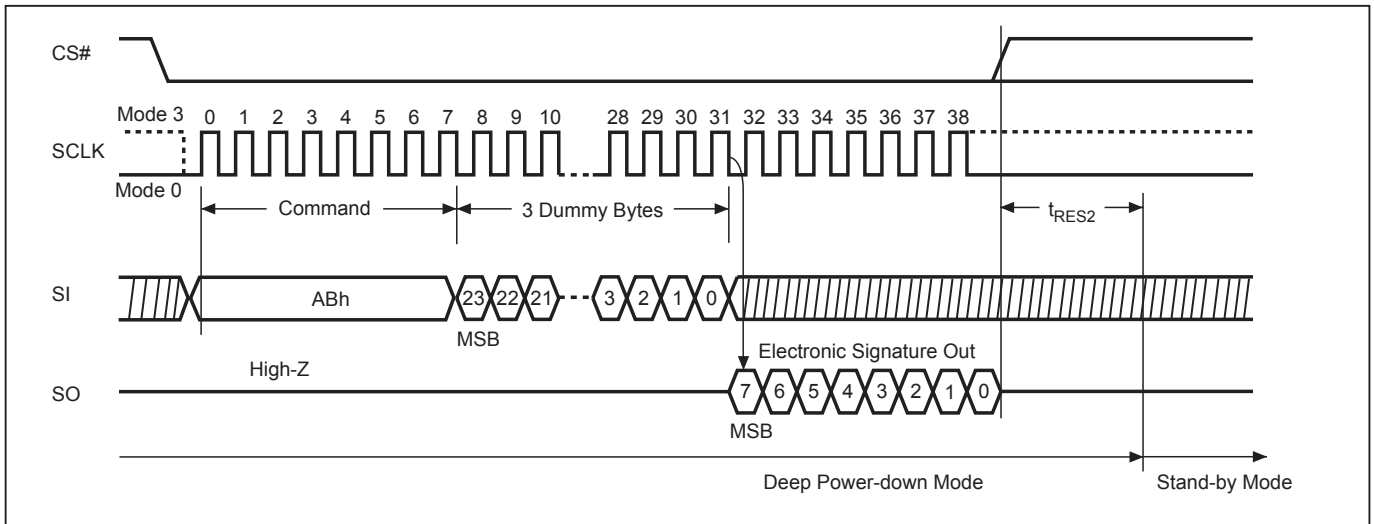 CS#
Mode 3 0 1 2 3 4 5 6 7 8 9 10 28 29 30 31 32 33 34 35 36 37 38
SCLK
Mode 0
Command 3 Dummy Bytes tRES2
SI ABh 23 22 21 3 2 1 0
MSB
High-Z Electronic Signature Out
SO 7 6 5 4 3 2 1 0
MSB
Deep Power-down Mode Stand-by Mode